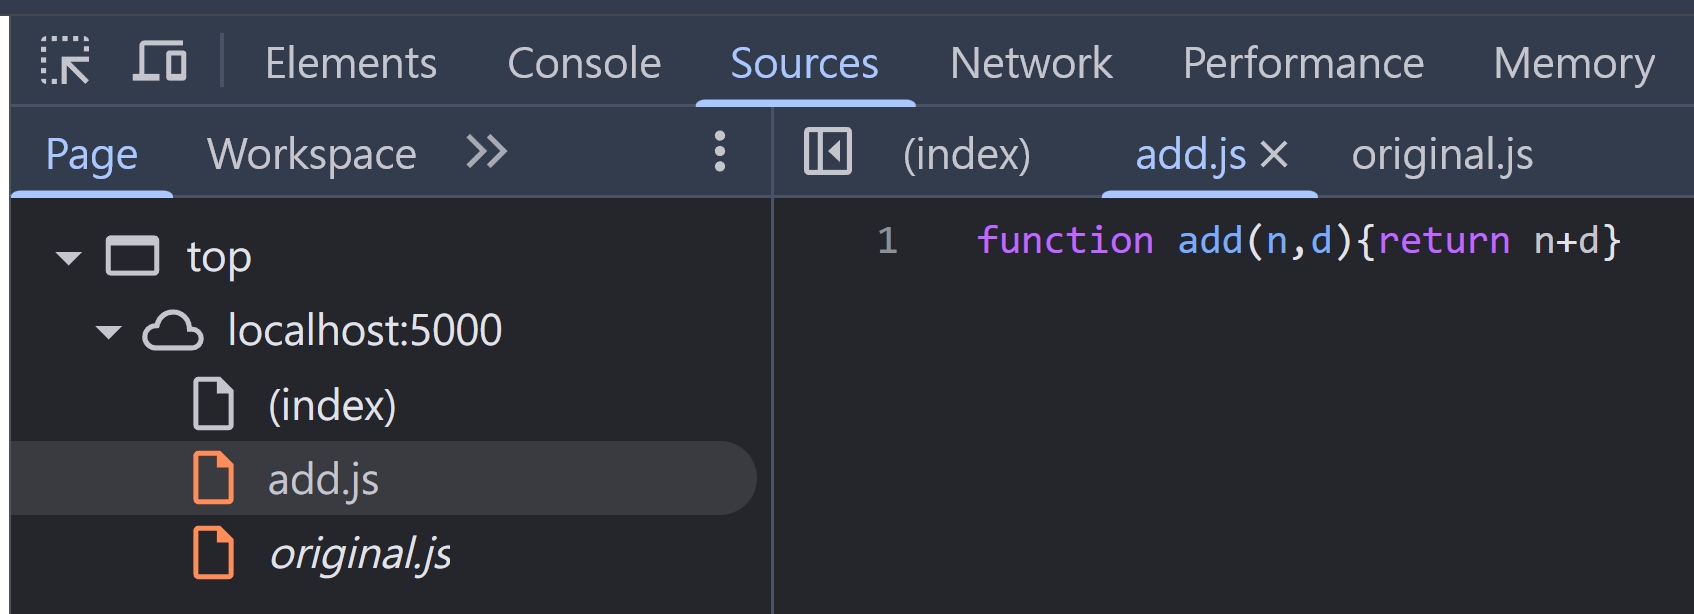 Elements Console Sources Network Performance Memory
Page Workspace
(index) add.js original.js
top
localhost:5000
(index)
add.js
original.js
1 function add(n,d){return n+d}